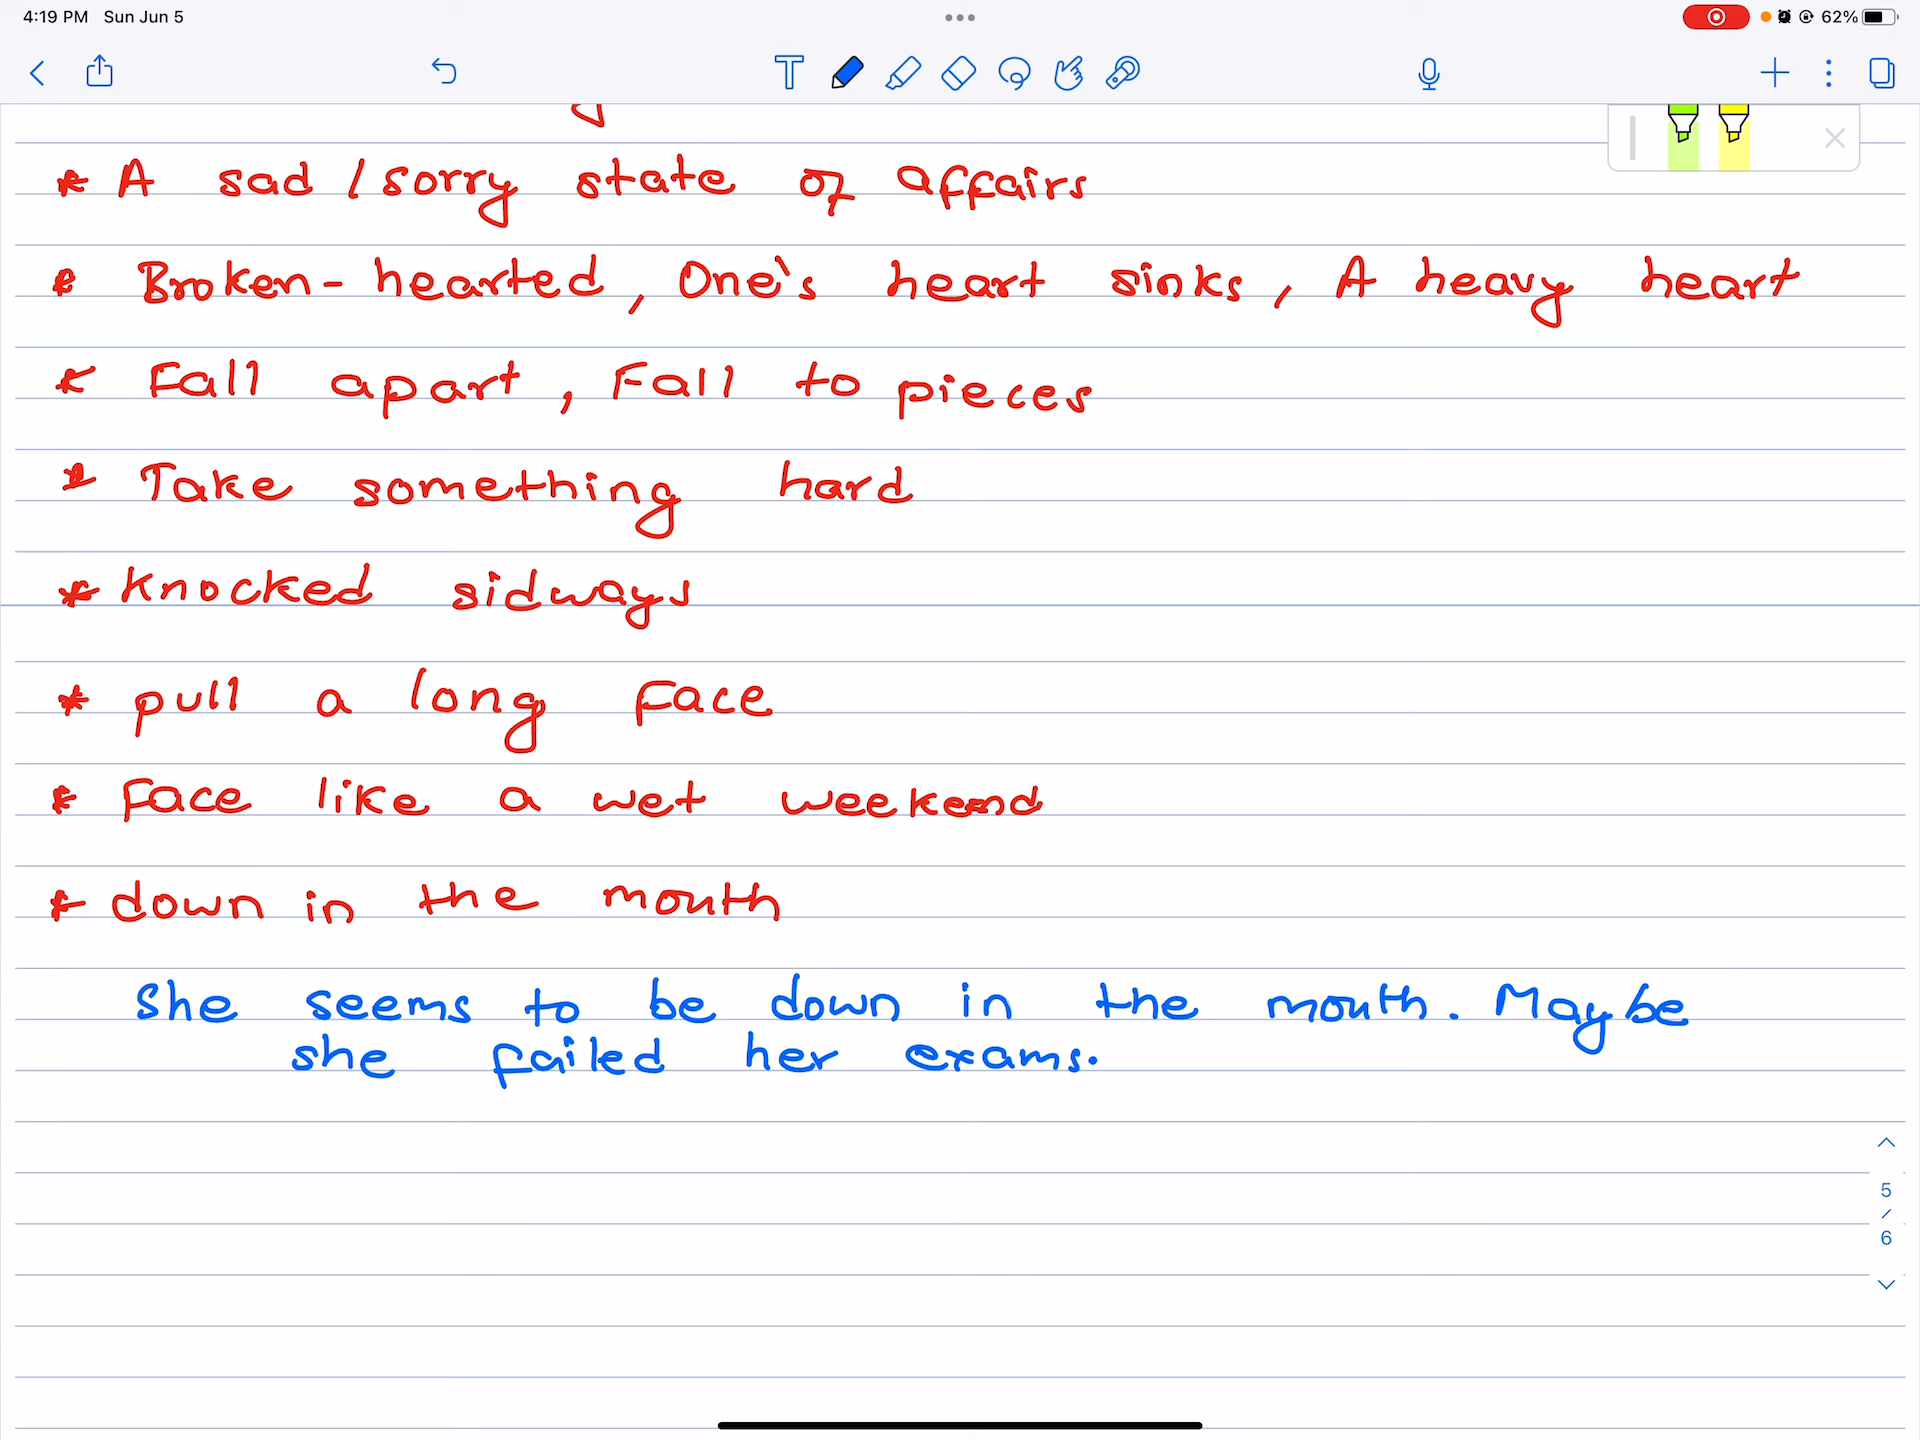 4:19 PM Sun Jun 5
62%
* A sad / sorry state of affairs
* Broken-hearted, One's heart sinks, A heavy heart
* Fall apart, Fall to pieces
* Take something hard
* Knocked sidways
* pull a long face
* Face like a wet weekend
* down in the mouth
She seems to be down in the mouth. Maybe
she failed her exams.
5
/
6